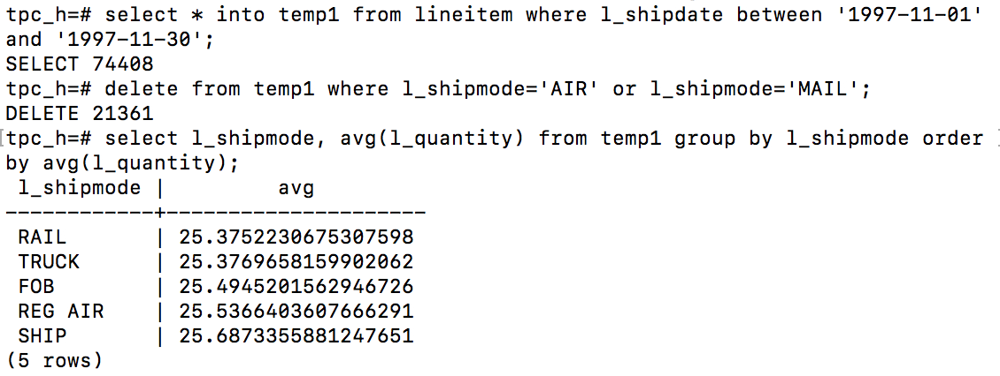 tpc_h=# select * into temp1 from lineitem where l_shipdate between '1997-11-01'
and '1997-11-30';
SELECT 74408
tpc_h=# delete from temp1 where l_shipmode='AIR' or l_shipmode='MAIL';
DELETE 21361
tpc_h=# select l_shipmode, avg(l_quantity) from temp1 group by l_shipmode order
by avg(l_quantity);
 l_shipmode |         avg
------------+---------------------
 RAIL       | 25.3752230675307598
 TRUCK      | 25.3769658159902062
 FOB        | 25.4945201562946726
 REG AIR    | 25.5366403607666291
 SHIP       | 25.6873355881247651
(5 rows)